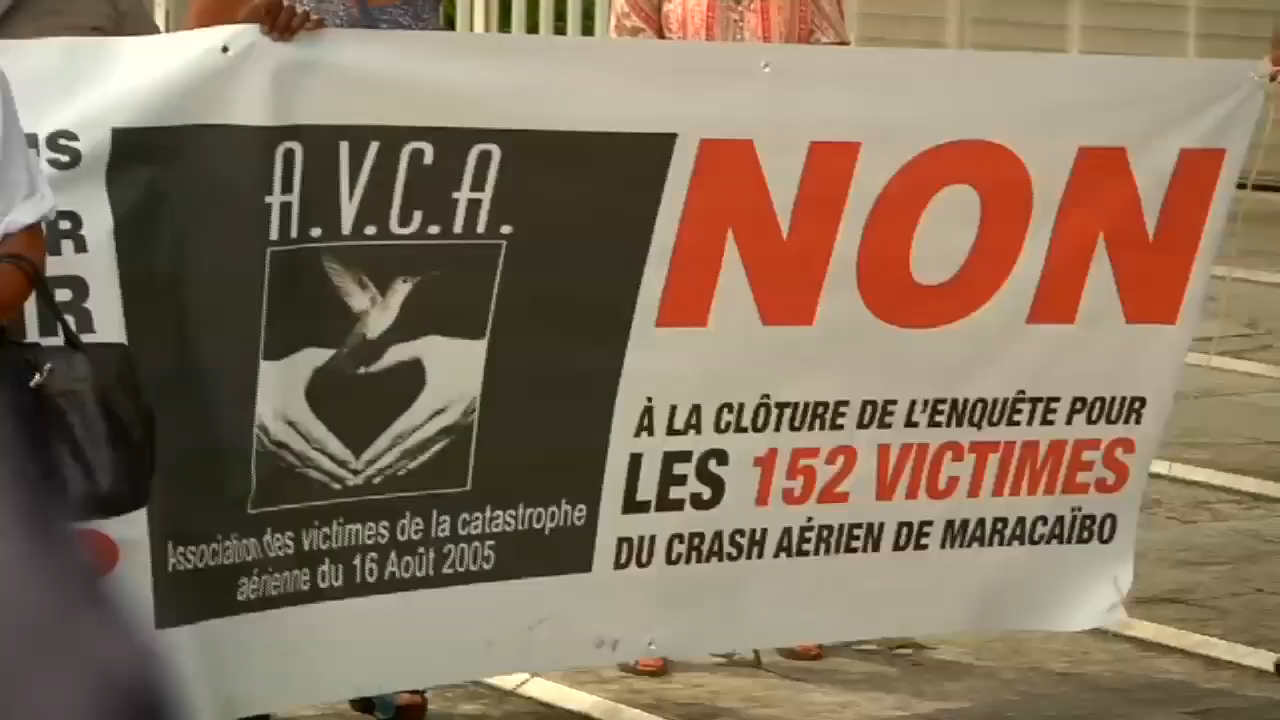 A.V.C.A.
Association des victimes de la catastrophe
aérienne du 16 Août 2005
NON
À LA CLÔTURE DE L'ENQUÊTE POUR
LES 152 VICTIMES
DU CRASH AÉRIEN DE MARACAÏBO